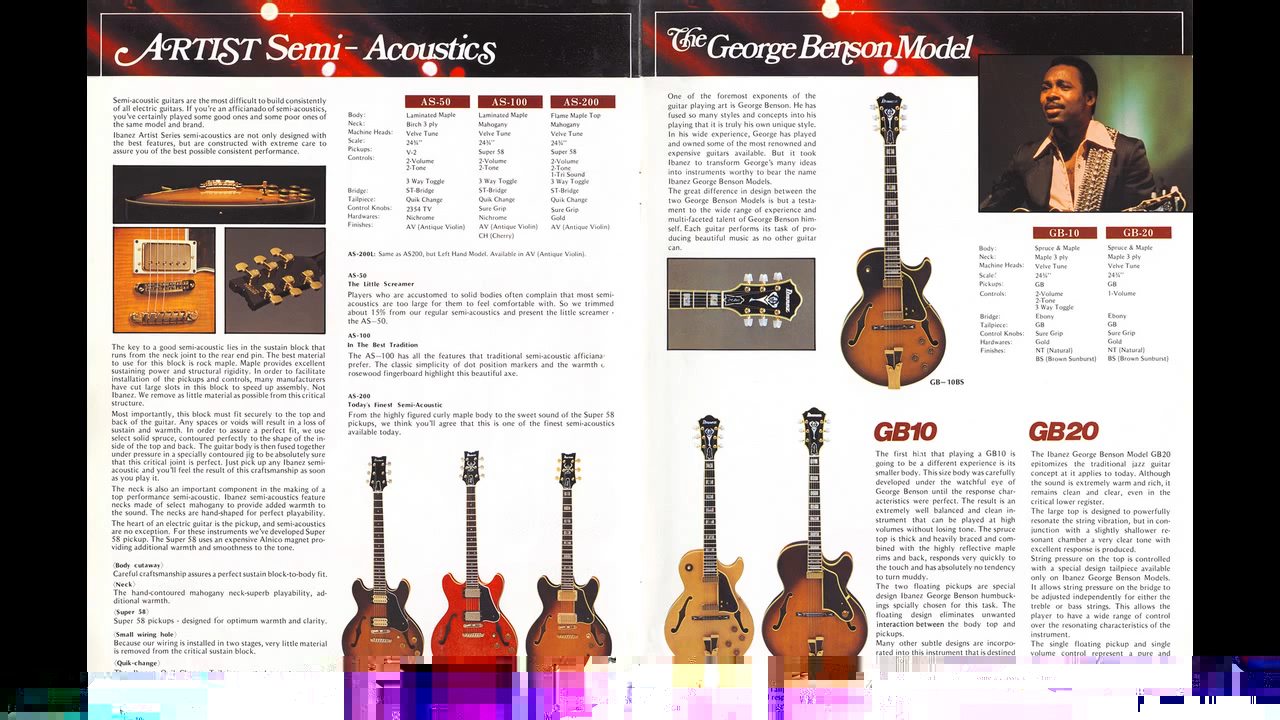 ARTIST Semi- Acoustics
Semi-acoustic guitars are the most difficult to build consistently
of all electric guitars. If you're an afficianado of semi-acoustics,
you've certainly played some good ones and some poor ones of
the same model and brand.
Ibanez Artist Series semi-acoustics are not only designed with
the best features, but are constructed with extreme care to
assure you of the best possible consistent performance.
The key to a good semi-acoustic lies in the sustain block that
runs from the neck joint to the rear end pin. The best material
to use for this block is rock maple. Maple provides excellent
sustaining power and structural rigidity. In order to facilitate
installation of the pickups and controls, many manufacturers
have cut large slots in this block to speed up assembly. Not
Ibanez. We remove as little material as possible from this critical
structure.
Most importantly, this block must fit securely to the top and
back of the guitar. Any spaces or voids will result in a loss of
sustain and warmth. In order to assure a perfect fit, we use
select solid spruce, contoured perfectly to the shape of the in-
side of the top and back. The guitar body is then fused together
under pressure in a specially contoured jig to be absolutely sure
that this critical joint is perfect. Just pick up any Ibanez semi-
acoustic and you'll feel the result of this craftsmanship as soon
as you play it.
The neck is also an important component in the making of a
top performance semi-acoustic. Ibanez semi-acoustics feature
necks made of select mahogany to provide added warmth to
the sound. The necks are hand-shaped for perfect playability.
The heart of an electric guitar is the pickup, and semi-acoustics
are no exception. For these instruments we've developed Super
58 pickup. The Super 58 uses an expensive Alnico magnet pro-
viding additional warmth and smoothness to the tone.
(Body cutaway)
Careful craftsmanship assures a perfect sustain block-to-body fit.
(Neck)
The hand-contoured mahogany neck-superb playability, ad-
ditional warmth.
(Super 58)
Super 58 pickups - designed for optimum warmth and clarity.
(Small wiring hole)
Because our wiring is installed in two stages, very little material
is removed from the critical sustain block.
(Quik-change)
AS-50 AS-100 AS-200
Body: Laminated Maple Laminated Maple Flame Maple Top
Neck: Birch 3 ply Mahogany Mahogany
Machine Heads: Velve Tune Velve Tune Velve Tune
Scale: 24¾" 24¾" 24¾"
Pickups: V-2 Super 58 Super 58
Controls: 2-Volume 2-Volume 2-Volume
2-Tone 2-Tone 2-Tone
1-Tri Sound
3 Way Toggle 3 Way Toggle 3 Way Toggle
Bridge: ST-Bridge ST-Bridge ST-Bridge
Tailpiece: Quik Change Quik Change Quik Change
Control Knobs: 2354 TV Sure Grip Sure Grip
Hardwares: Nichrome Nichrome Gold
Finishes: AV (Antique Violin) AV (Antique Violin) AV (Antique Violin)
CH (Cherry)
AS-200L: Same as AS200, but Left Hand Model. Available in AV (Antique Violin).
AS-50
The Little Screamer
Players who are accustomed to solid bodies often complain that most semi-
acoustics are too large for them to feel comfortable with. So we trimmed
about 15% from our regular semi-acoustics and present the little screamer -
the AS-50.
AS-100
In The Best Tradition
The AS-100 has all the features that traditional semi-acoustic afficiana-
prefer. The classic simplicity of dot position markers and the warmth
rosewood fingerboard highlight this beautiful axe.
AS-200
Today's Finest Semi-Acoustic
From the highly figured curly maple body to the sweet sound of the Super 58
pickups, we think you'll agree that this is one of the finest semi-acoustics
available today.
The George Benson Model
One of the foremost exponents of the
guitar playing art is George Benson. He has
fused so many styles and concepts into his
playing that it is truly his own unique style.
In his wide experience, George has played
and owned some of the most renowned and
expensive guitars available. But it took
Ibanez to transform George's many ideas
into instruments worthy to bear the name
Ibanez George Benson Models.
The great difference in design between the
two George Benson Models is but a testa-
ment to the wide range of experience and
multi-faceted talent of George Benson him-
self. Each guitar performs its task of pro-
ducing beautiful music as no other guitar
can.
Ibanez
GB-10BS
GB-10 GB-20
Body: Spruce & Maple Spruce & Maple
Neck: Maple 3 ply Maple 3 ply
Machine Heads: Velve Tune Velve Tune
Scale: 24¾" 24¾"
Pickups: GB GB
Controls: 2-Volume 1-Volume
2-Tone
3 Way Toggle
Bridge: Ebony Ebony
Tailpiece: GB GB
Control Knobs: Sure Grip Sure Grip
Hardwares: Gold Gold
Finishes: NT (Natural) NT (Natural)
BS (Brown Sunburst) BS (Brown Sunburst)
GB10
The first hint that playing a GB10 is
going to be a different experience is its
smaller body. This size body was carefully
developed under the watchful eye of
George Benson until the response char-
acteristics were perfect. The result is an
extremely well balanced and clean in-
strument that can be played at high
volumes without losing tone. The spruce
top is thick and heavily braced and com-
bined with the highly reflective maple
rims and back, responds very quickly to
the touch and has absolutely no tendency
to turn muddy.
The two floating pickups are special
design Ibanez George Benson humbuck-
ings spcially chosen for this task. The
floating design eliminates unwanted
interaction between the body top and
pickups.
Many other subtle designs are incorpo-
rated into this instrument that is destined
GB20
The Ibanez George Benson Model GB20
epitomizes the traditional jazz guitar
concept at it applies to today. Although
the sound is extremely warm and rich, it
remains clean and clear, even in the
critical lower register.
The large top is designed to powerfully
resonate the string vibration, but in con-
junction with a slightly shallower re-
sonant chamber a very clear tone with
excellent response is produced.
String pressure on the top is controlled
with a special design tailpiece available
only on Ibanez George Benson Models.
It allows string pressure on the bridge to
be adjusted independently for either the
treble or bass strings. This allows the
player to have a wide range of control
over the resonating characteristics of the
instrument.
The single floating pickup and single
volume control represent a pure and